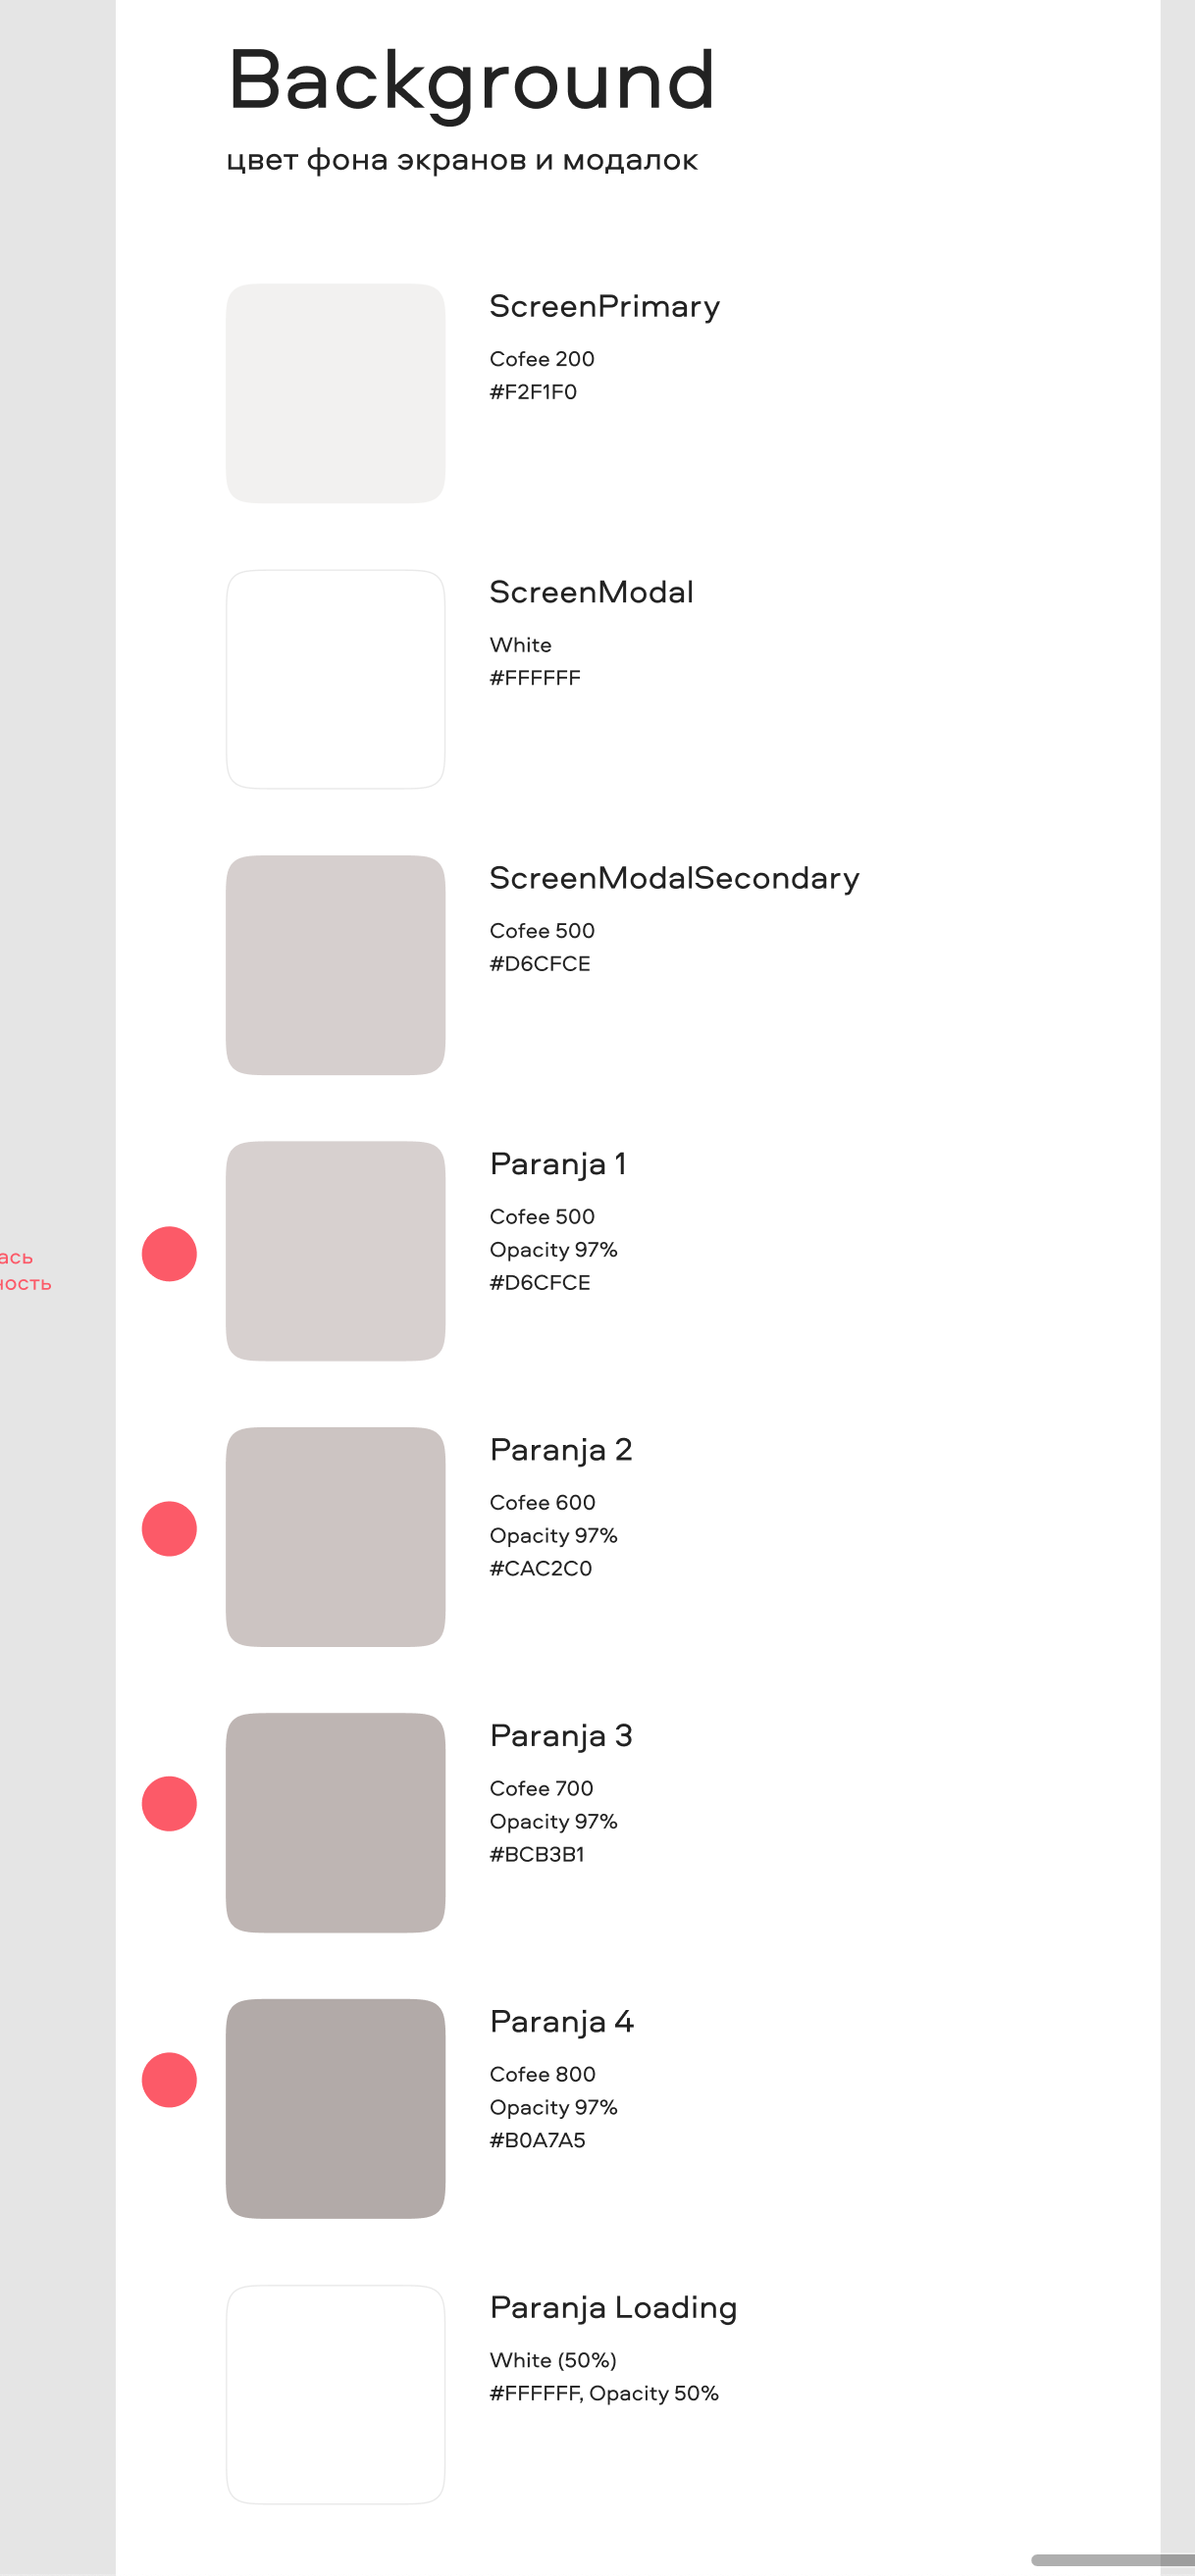 Background
цвет фона экранов и модалок
ScreenPrimary
Cofee 200
#F2F1F0
ScreenModal
White
#FFFFFF
ScreenModalSecondary
Cofee 500
#D6CFCE
Paranja 1
Cofee 500
Opacity 97%
#D6CFCE
Paranja 2
Cofee 600
Opacity 97%
#CAC2C0
Paranja 3
Cofee 700
Opacity 97%
#BCB3B1
Paranja 4
Cofee 800
Opacity 97%
#B0A7A5
Paranja Loading
White (50%)
#FFFFFF, Opacity 50%